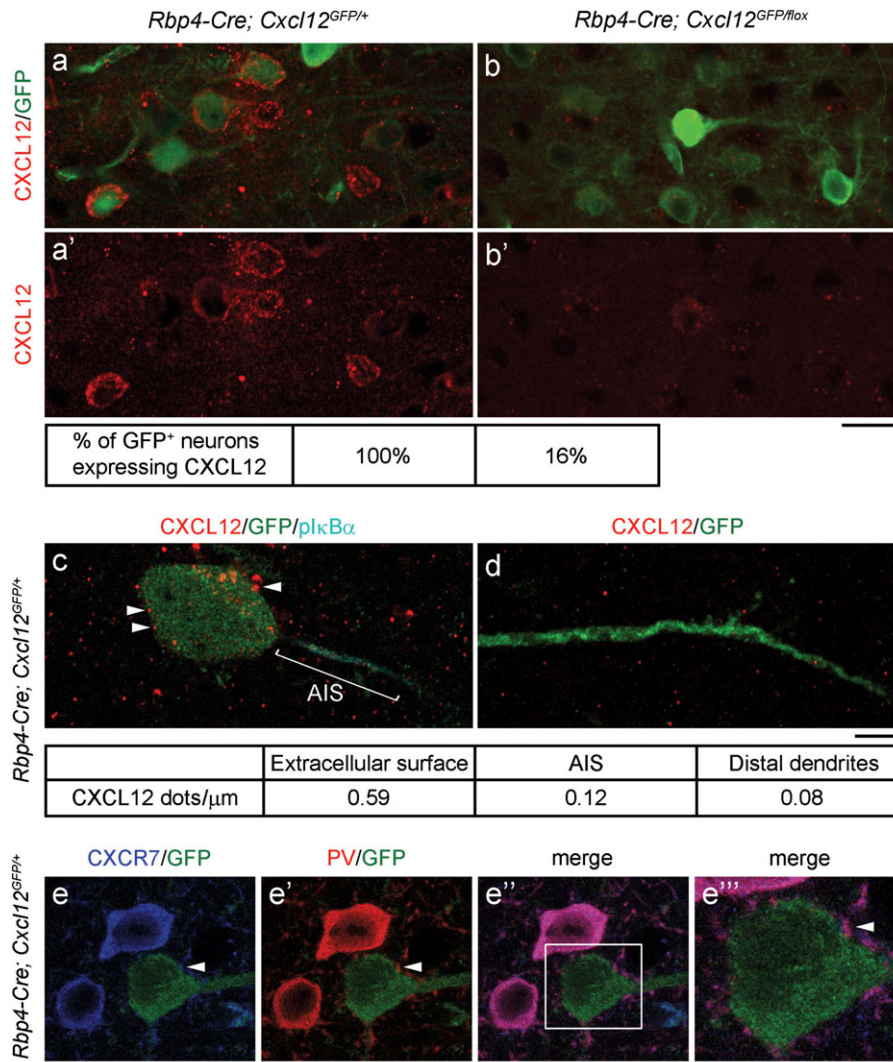 Rbp4-Cre; Cxcl12GFP/+
Rbp4-Cre; Cxcl12GFP/flox
CXCL12/GFP
a
b
CXCL12
a'
b'
% of GFP+ neurons
expressing CXCL12
100%
16%
Rbp4-Cre; Cxcl12GFP/+
CXCL12/GFP/pIκBα
CXCL12/GFP
c
AIS
d
Extracellular surface
AIS
Distal dendrites
CXCL12 dots/μm
0.59
0.12
0.08
Rbp4-Cre; Cxcl12GFP/+
CXCR7/GFP
PV/GFP
merge
merge
e
e'
e''
e'''